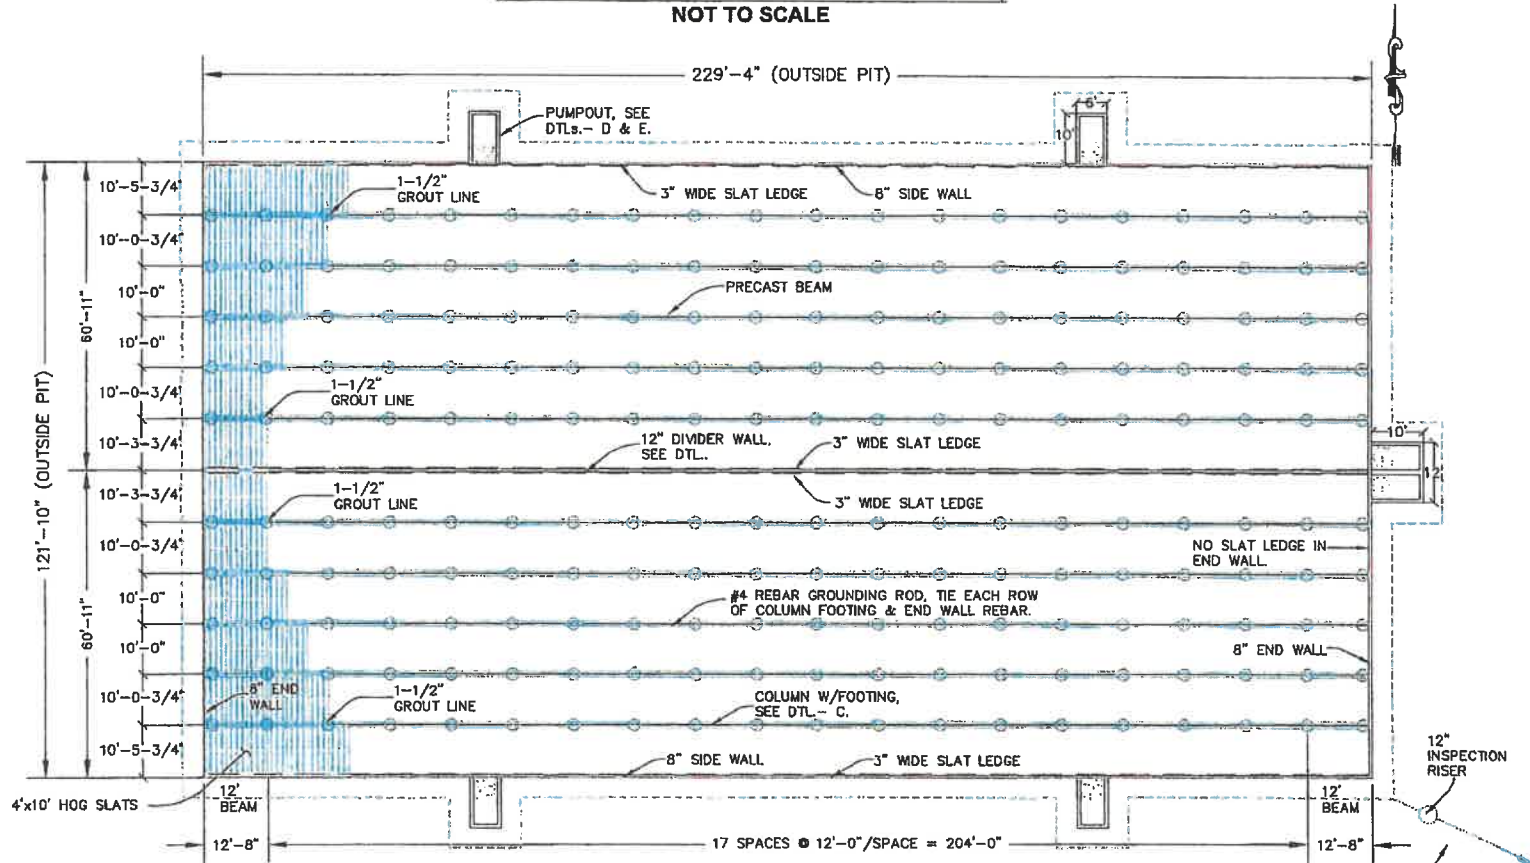 NOT TO SCALE
229'-4" (OUTSIDE PIT)
PUMPOUT, SEE
DTLs.- D & E.
6'
10'
10'-5-3/4"
1-1/2"
GROUT LINE
3" WIDE SLAT LEDGE
8" SIDE WALL
10'-0-3/4"
10'-0"
PRECAST BEAM
60'-11"
10'-0"
121'-10" (OUTSIDE PIT)
10'-0-3/4"
1-1/2"
GROUT LINE
10'-3-3/4"
12" DIVIDER WALL,
SEE DTL..
3" WIDE SLAT LEDGE
10'
12'
10'-3-3/4"
1-1/2"
GROUT LINE
3" WIDE SLAT LEDGE
10'-0-3/4"
NO SLAT LEDGE IN
END WALL.
10'-0"
#4 REBAR GROUNDING ROD, TIE EACH ROW
OF COLUMN FOOTING & END WALL REBAR.
60'-11"
10'-0"
8" END WALL
10'-0-3/4"
8" END
WALL
1-1/2"
GROUT LINE
COLUMN W/FOOTING,
SEE DTL.- C.
10'-5-3/4"
8" SIDE WALL
3" WIDE SLAT LEDGE
12"
INSPECTION
RISER
4'x10' HOG SLATS
12'
BEAM
12'
BEAM
12'-8"
17 SPACES @ 12'-0"/SPACE = 204'-0"
12'-8"